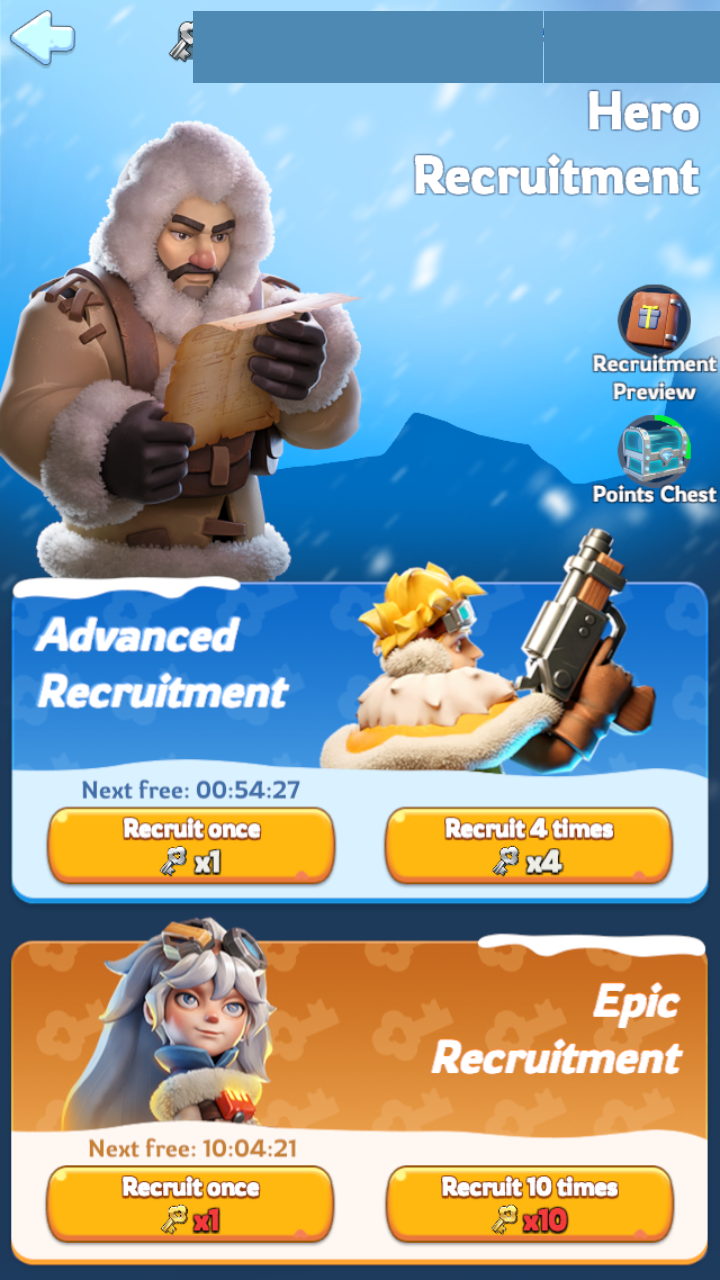 Hero
Recruitment
Recruitment
Preview
Points Chest
Advanced
Recruitment
Next free: 00:54:27
Recruit once
x1
Recruit 4 times
x4
Epic
Recruitment
Next free: 10:04:21
Recruit once
x1
Recruit 10 times
x10